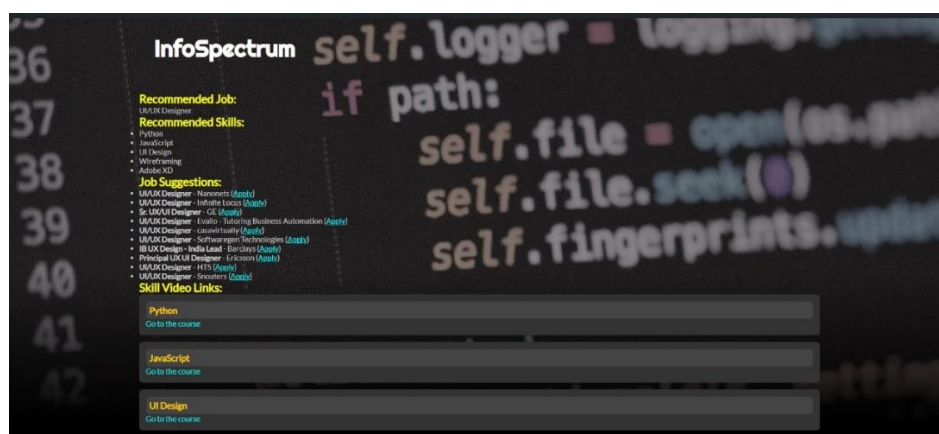 36
37
38
39
40
41
42
self.logger = logging.
if path:
self.file = open(os.path
self.file.seek(0)
self.fingerprints.
InfoSpectrum
Recommended Job:
UI/UX Designer
Recommended Skills:
Python
JavaScript
UI Design
Wireframing
Adobe XD
Job Suggestions:
UI/UX Designer - Nanonets (Apply)
UI/UX Designer - Infinite Locus (Apply)
Sr. UX/UI Designer - GE (Apply)
UI/UX Designer - Evallo - Tutoring Business Automation (Apply)
UI/UX Designer - casavirtually (Apply)
UI/UX Designer - Softwaregen Technologies (Apply)
IB UX Design - India Lead - Barclays (Apply)
Principal UX UI Designer - Ericsson (Apply)
UI/UX Designer - HTS (Apply)
UI/UX Designer - Snouters (Apply)
Skill Video Links:
Python
Go to the course
JavaScript
Go to the course
UI Design
Go to the course